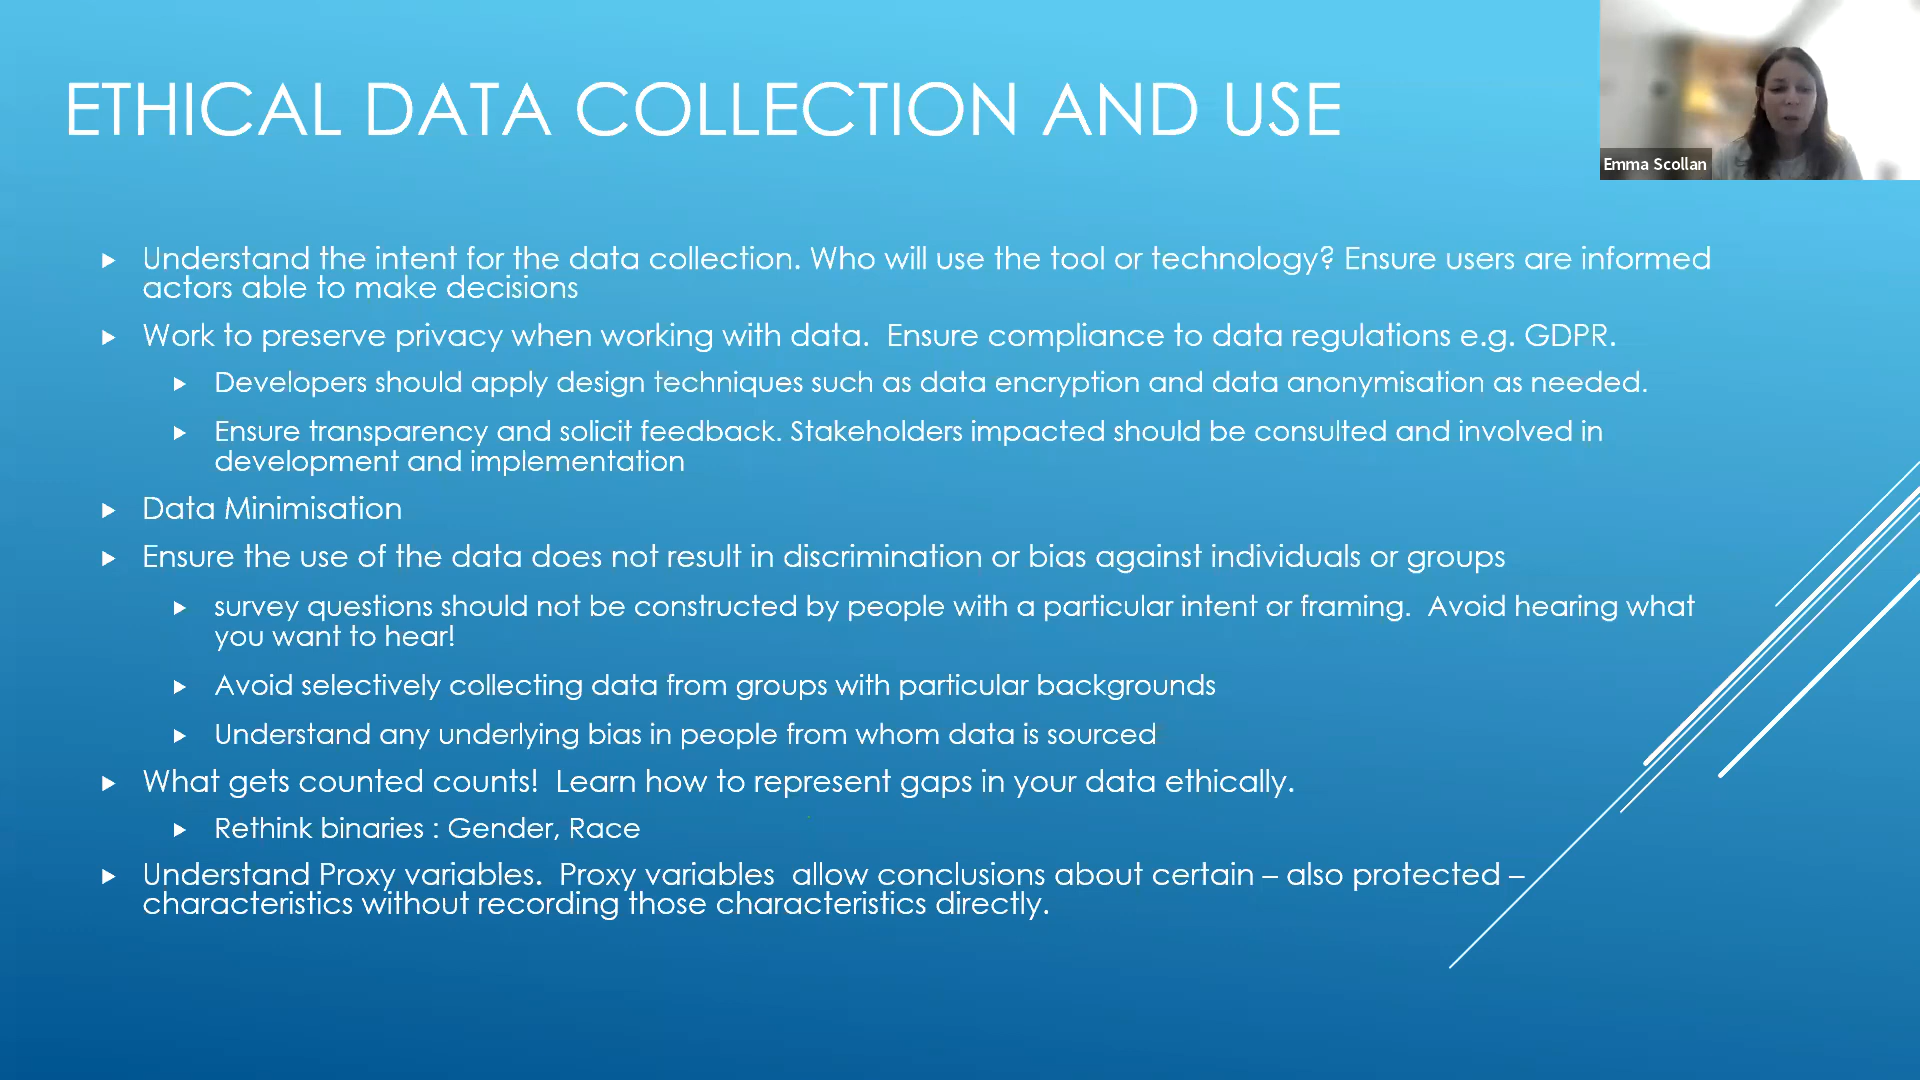 ETHICAL DATA COLLECTION AND USE
Emma Scollan
Understand the intent for the data collection. Who will use the tool or technology? Ensure users are informed
actors able to make decisions
Work to preserve privacy when working with data.  Ensure compliance to data regulations e.g. GDPR.
Developers should apply design techniques such as data encryption and data anonymisation as needed.
Ensure transparency and solicit feedback. Stakeholders impacted should be consulted and involved in
development and implementation
Data Minimisation
Ensure the use of the data does not result in discrimination or bias against individuals or groups
survey questions should not be constructed by people with a particular intent or framing.  Avoid hearing what
you want to hear!
Avoid selectively collecting data from groups with particular backgrounds
Understand any underlying bias in people from whom data is sourced
What gets counted counts!  Learn how to represent gaps in your data ethically.
Rethink binaries : Gender, Race
Understand Proxy variables.  Proxy variables  allow conclusions about certain – also protected –
characteristics without recording those characteristics directly.